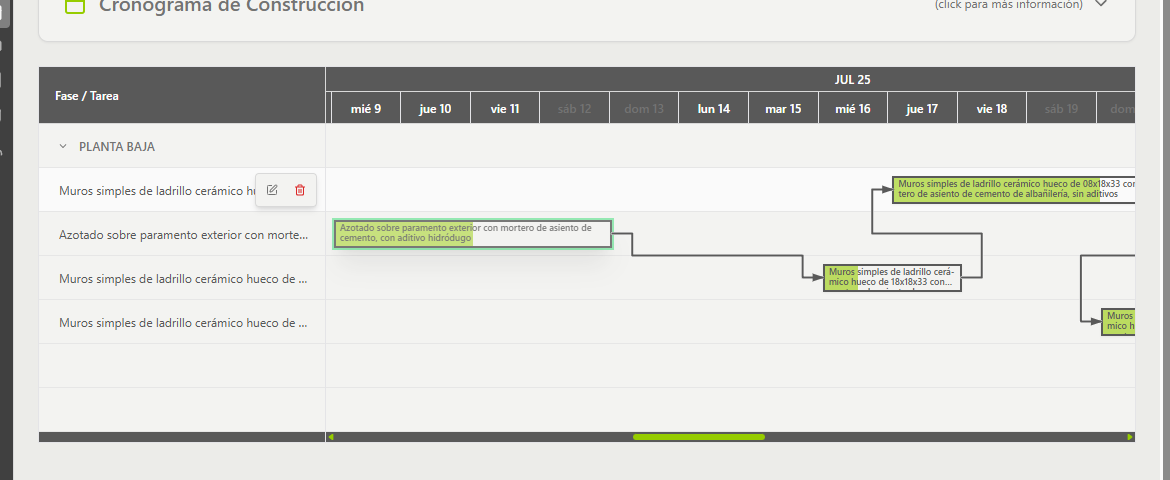 Cronograma de Construcción
(click para más información)
Fase / Tarea
JUL 25
mié 9
jue 10
vie 11
sáb 12
dom 13
lun 14
mar 15
mié 16
jue 17
vie 18
sáb 19
dom
PLANTA BAJA
Muros simples de ladrillo cerámico hu
Muros simples de ladrillo cerámico hueco de 08x18x33 con
tero de asiento de cemento de albañilería, sin aditivos
Azotado sobre paramento exterior con morte...
Azotado sobre paramento exterior con mortero de asiento de
cemento, con aditivo hidródugo
Muros simples de ladrillo cerámico hueco de ...
Muros simples de ladrillo cerá-
mico hueco de 18x18x33 con...
Muros simples de ladrillo cerámico hueco de ...
Muros
mico h